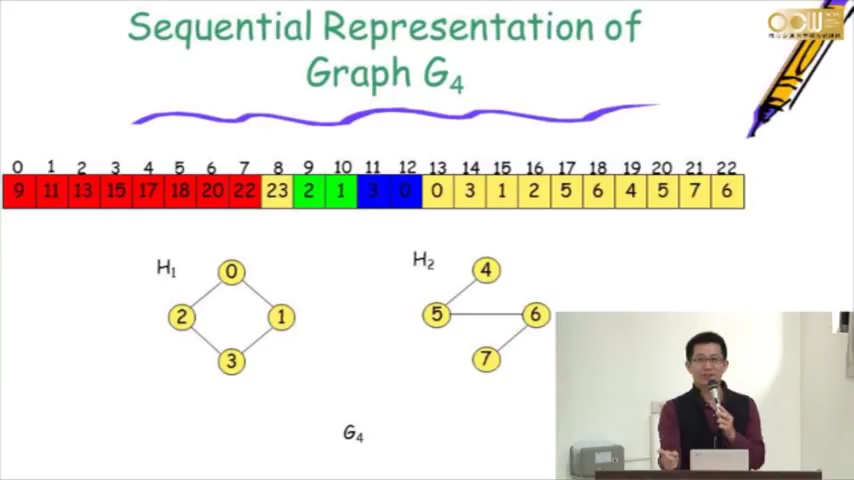 Sequential Representation of
Graph G₄
OCW
0 1 2 3 4 5 6 7 8 9 10 11 12 13 14 15 16 17 18 19 20 21 22
9 11 13 15 17 18 20 22 23 2 1 3 0 0 3 1 2 5 6 4 5 7 6
H₁
0
2 1
3
H₂
4
5 6
7
G₄